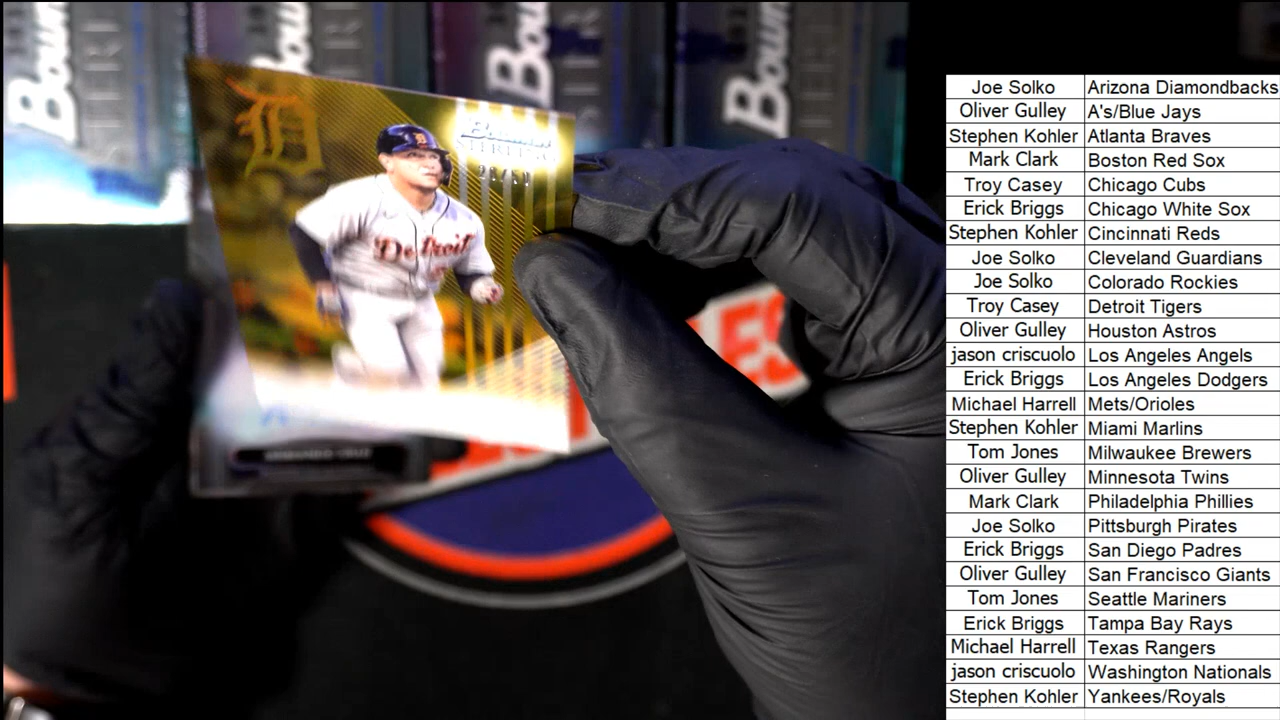 Bowman
STERLING
Detroit
ES
Joe Solko Arizona Diamondbacks
Oliver Gulley A's/Blue Jays
Stephen Kohler Atlanta Braves
Mark Clark Boston Red Sox
Troy Casey Chicago Cubs
Erick Briggs Chicago White Sox
Stephen Kohler Cincinnati Reds
Joe Solko Cleveland Guardians
Joe Solko Colorado Rockies
Troy Casey Detroit Tigers
Oliver Gulley Houston Astros
jason criscuolo Los Angeles Angels
Erick Briggs Los Angeles Dodgers
Michael Harrell Mets/Orioles
Stephen Kohler Miami Marlins
Tom Jones Milwaukee Brewers
Oliver Gulley Minnesota Twins
Mark Clark Philadelphia Phillies
Joe Solko Pittsburgh Pirates
Erick Briggs San Diego Padres
Oliver Gulley San Francisco Giants
Tom Jones Seattle Mariners
Erick Briggs Tampa Bay Rays
Michael Harrell Texas Rangers
jason criscuolo Washington Nationals
Stephen Kohler Yankees/Royals